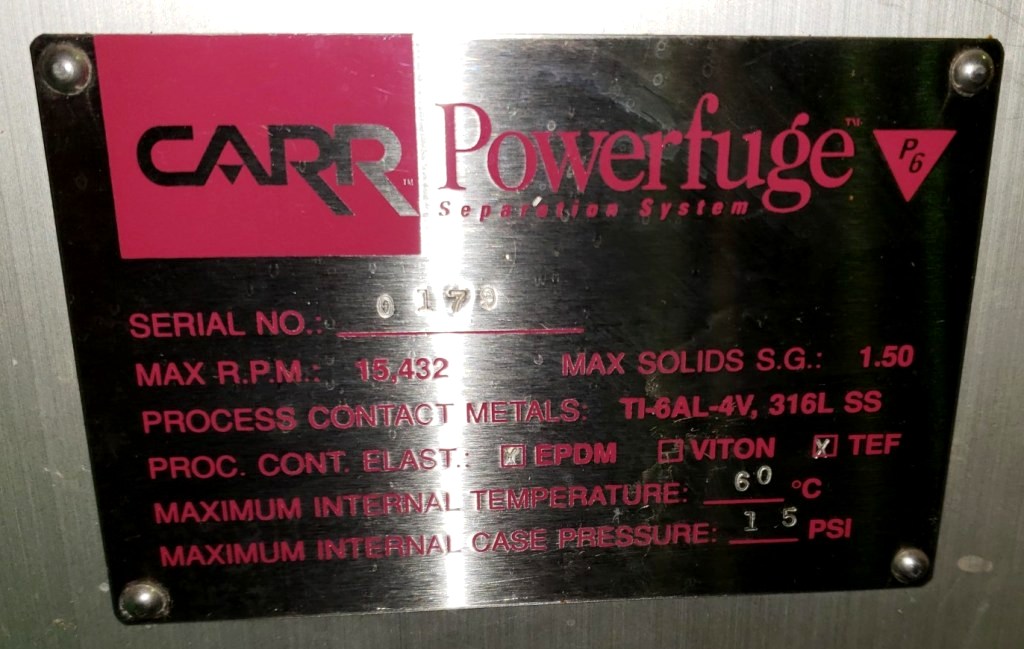 CARR™ Powerfuge™ P6
Separation System
SERIAL NO.: 0179
MAX R.P.M.: 15,432 MAX SOLIDS S.G.: 1.50
PROCESS CONTACT METALS: TI-6AL-4V, 316L SS
PROC. CONT. ELAST.: ☒ EPDM ☐ VITON ☒ TEF
MAXIMUM INTERNAL TEMPERATURE: 60 °C
MAXIMUM INTERNAL CASE PRESSURE: 15 PSI